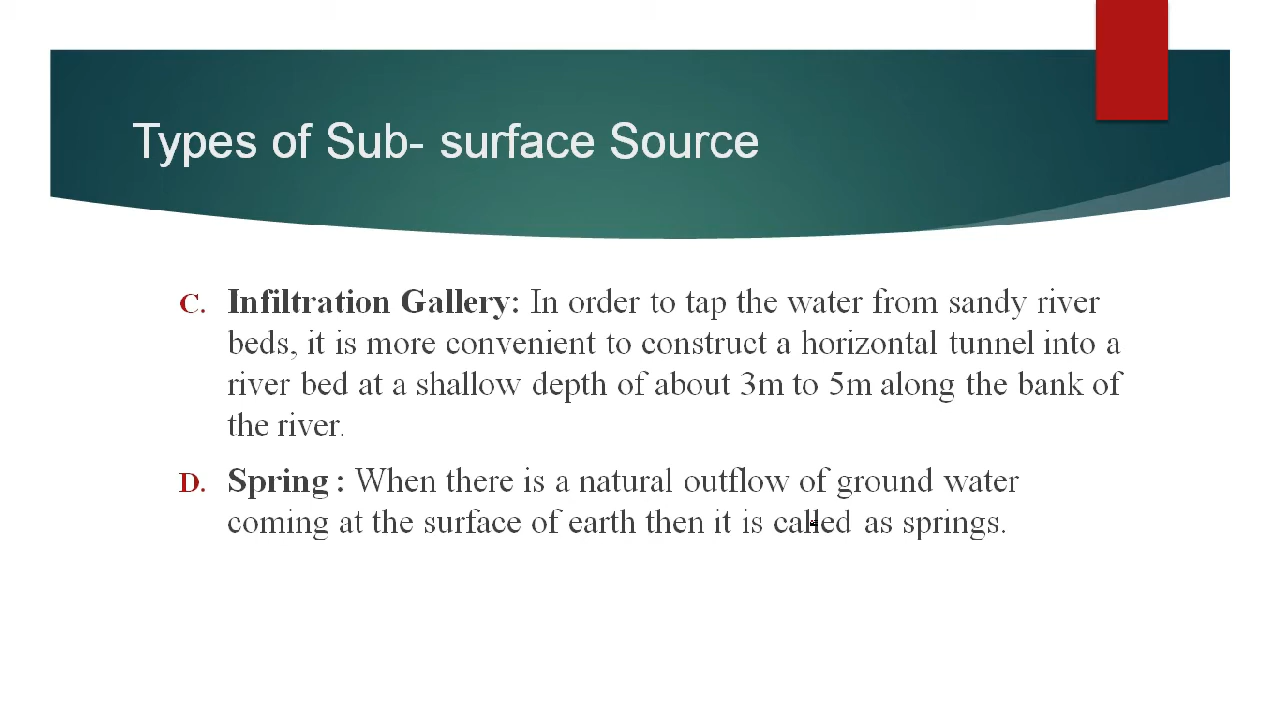 Types of Sub- surface Source
C. Infiltration Gallery: In order to tap the water from sandy river
beds, it is more convenient to construct a horizontal tunnel into a
river bed at a shallow depth of about 3m to 5m along the bank of
the river.
D. Spring : When there is a natural outflow of ground water
coming at the surface of earth then it is called as springs.